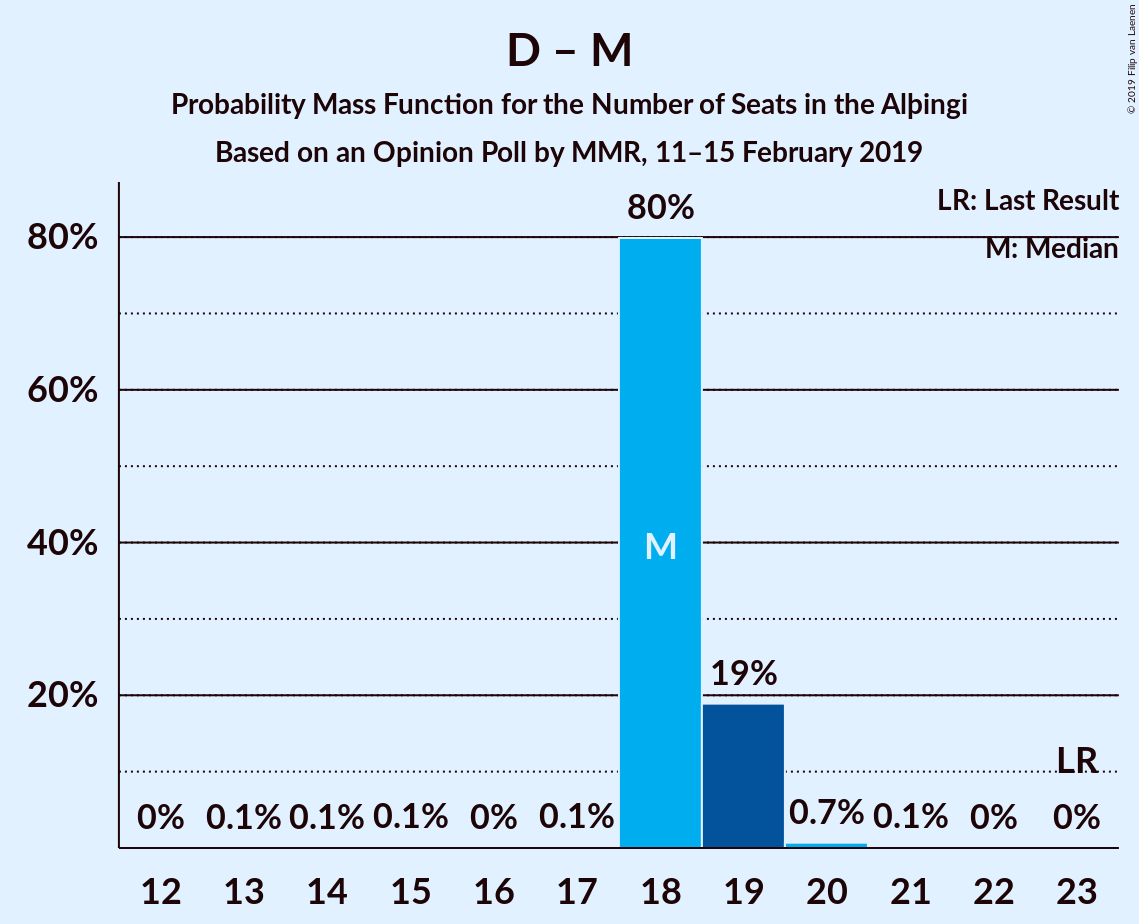 D – M
Probability Mass Function for the Number of Seats in the Alþingi
Based on an Opinion Poll by MMR, 11–15 February 2019
© 2019 Filip van Laenen
LR: Last Result
M: Median
80%
80%
60%
40%
M
19%
20%
LR
0% 0.1% 0.1% 0.1% 0% 0.1% 0.7% 0.1% 0% 0%
12 13 14 15 16 17 18 19 20 21 22 23